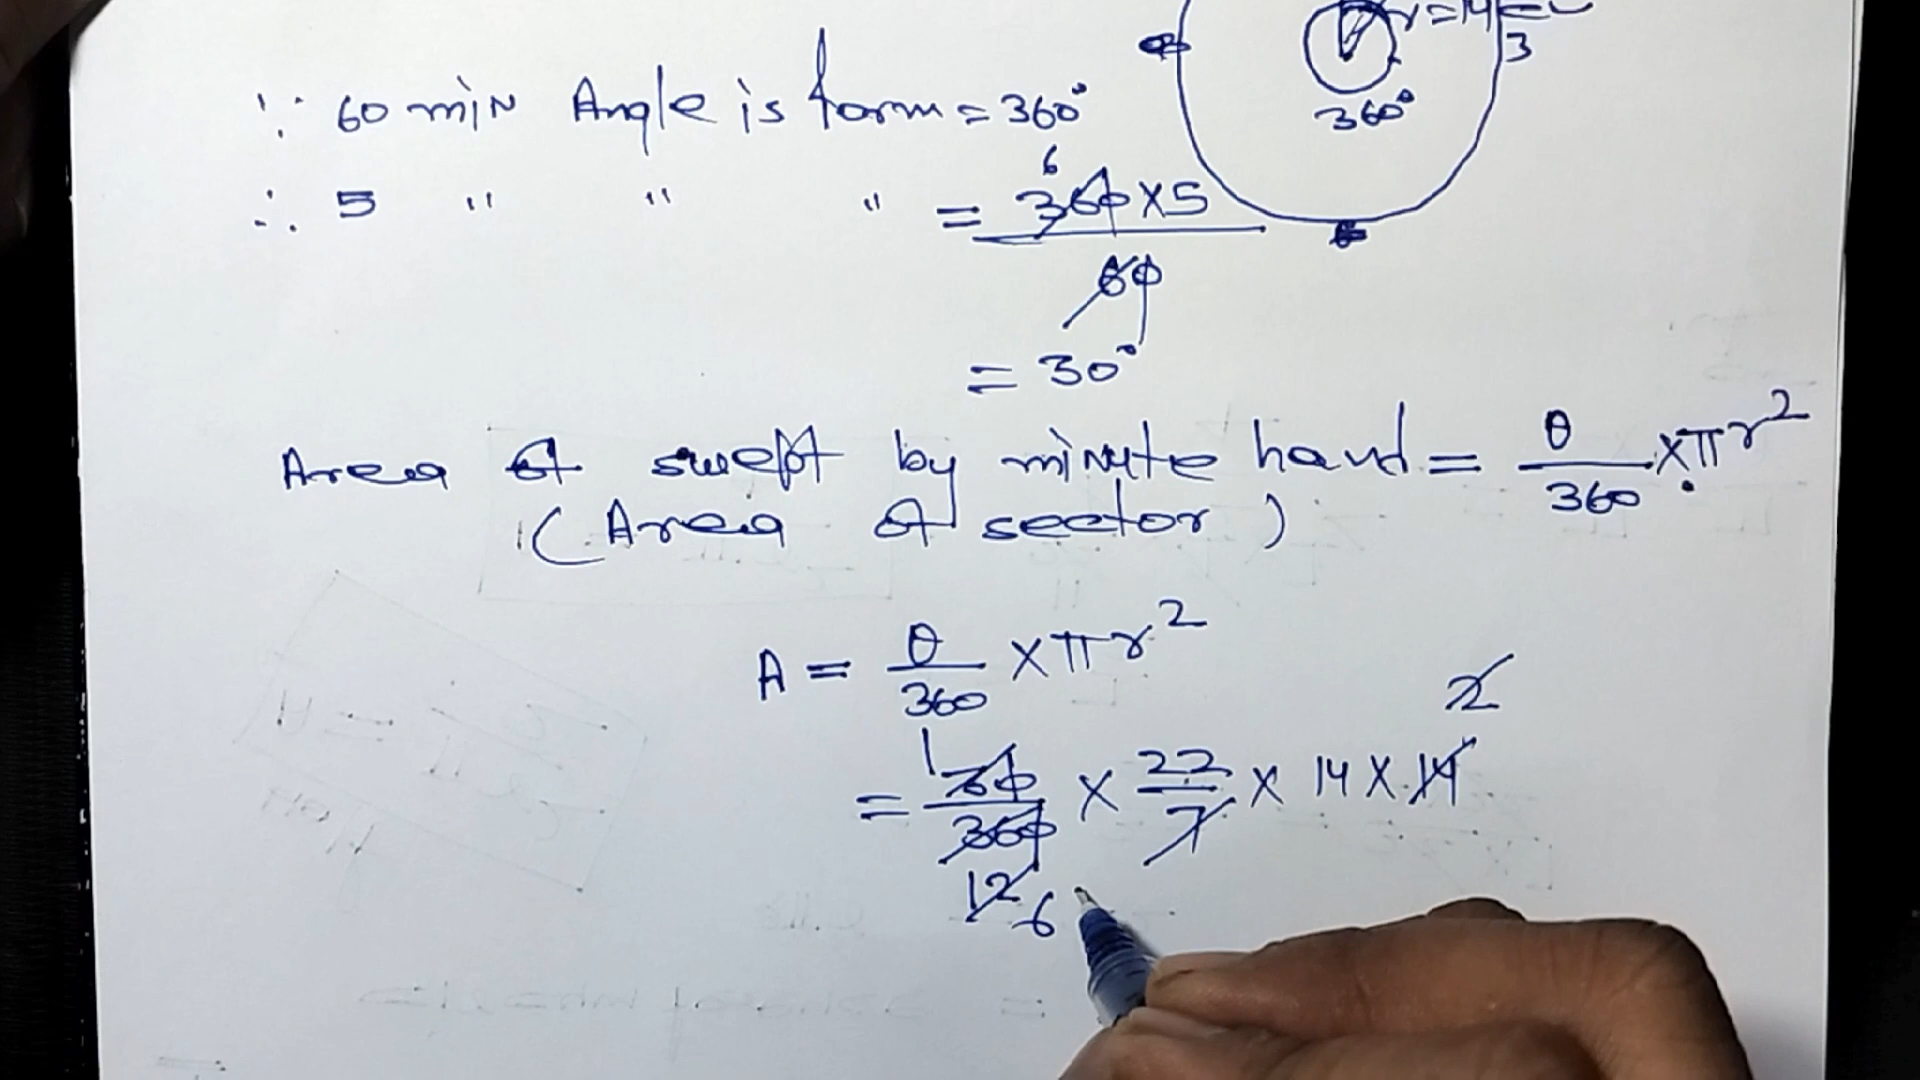 r=14
3
360°
∵ 60 min Angle is form = 360°
∴ 5 " " " = 360×5/60
6
= 30°
Area of swept by minute hand = θ/360 × πr²
(Area of sector)
A = θ/360 × πr²
= 30/360 × 22/7 × 14 × 14
1
2
12 6